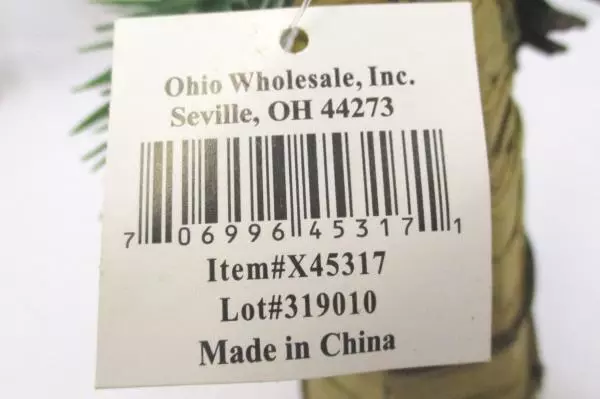 Ohio Wholesale, Inc.
Seville, OH 44273
7 06996 45317 1
Item#X45317
Lot#319010
Made in China